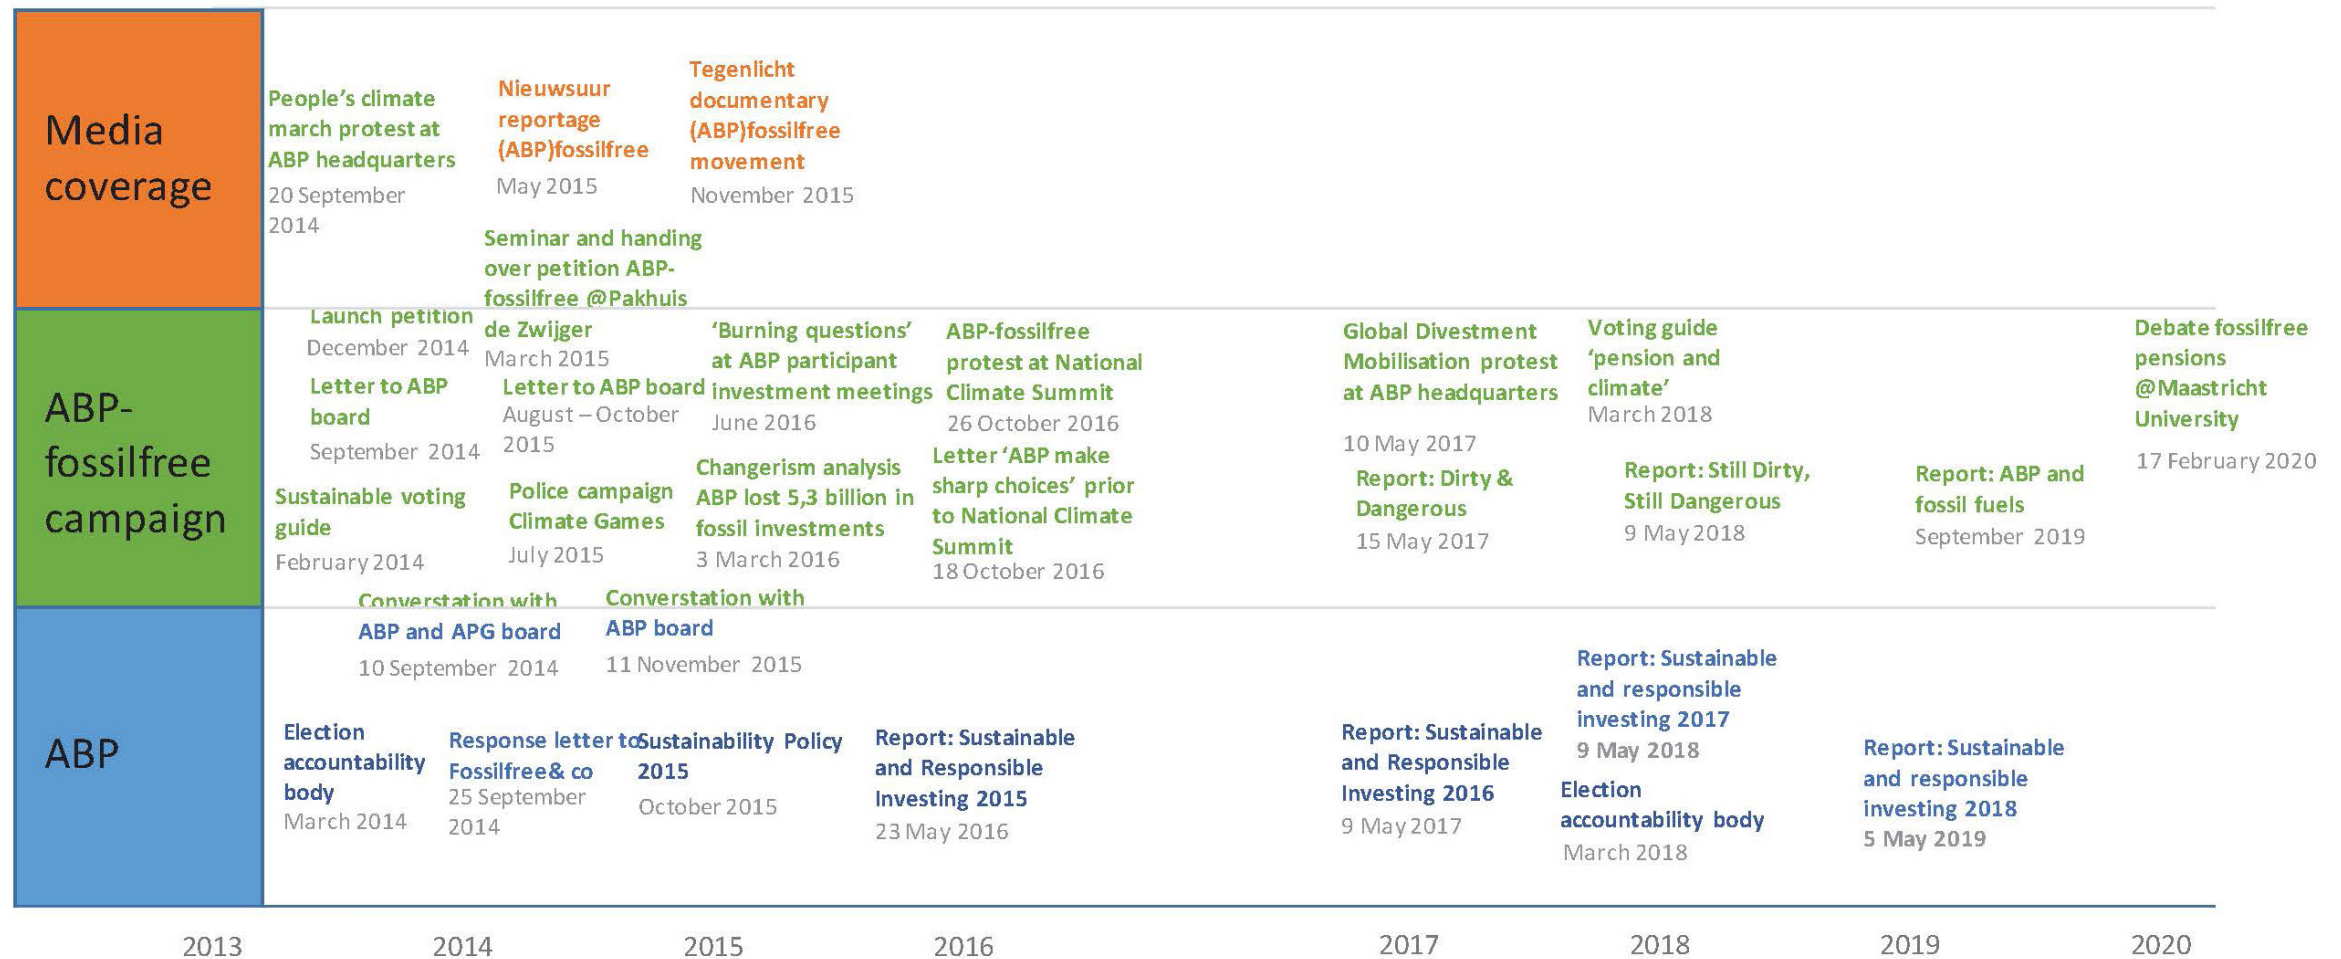 Media
coverage
People's climate
march protest at
ABP headquarters
20 September
2014
Nieuwsuur
reportage
(ABP)fossilfree
May 2015
Tegenlicht
documentary
(ABP)fossilfree
movement
November 2015
Seminar and handing
over petition ABP-
fossilfree @Pakhuis
de Zwijger
March 2015
ABP-
fossilfree
campaign
Launch petition
December 2014
Letter to ABP
board
September 2014
Sustainable voting
guide
February 2014
Letter to ABP board
August – October
2015
Police campaign
Climate Games
July 2015
'Burning questions'
at ABP participant
investment meetings
June 2016
Changerism analysis
ABP lost 5,3 billion in
fossil investments
3 March 2016
ABP-fossilfree
protest at National
Climate Summit
26 October 2016
Letter 'ABP make
sharp choices' prior
to National Climate
Summit
18 October 2016
Global Divestment
Mobilisation protest
at ABP headquarters
10 May 2017
Report: Dirty &
Dangerous
15 May 2017
Voting guide
'pension and
climate'
March 2018
Report: Still Dirty,
Still Dangerous
9 May 2018
Report: ABP and
fossil fuels
September 2019
Debate fossilfree
pensions
@Maastricht
University
17 February 2020
Converstation with
ABP and APG board
10 September 2014
Converstation with
ABP board
11 November 2015
ABP
Election
accountability
body
March 2014
Response letter to
Fossilfree& co
25 September
2014
Sustainability Policy
2015
October 2015
Report: Sustainable
and Responsible
Investing 2015
23 May 2016
Report: Sustainable
and Responsible
Investing 2016
9 May 2017
Report: Sustainable
and responsible
investing 2017
9 May 2018
Election
accountability body
March 2018
Report: Sustainable
and responsible
investing 2018
5 May 2019
2013 2014 2015 2016 2017 2018 2019 2020